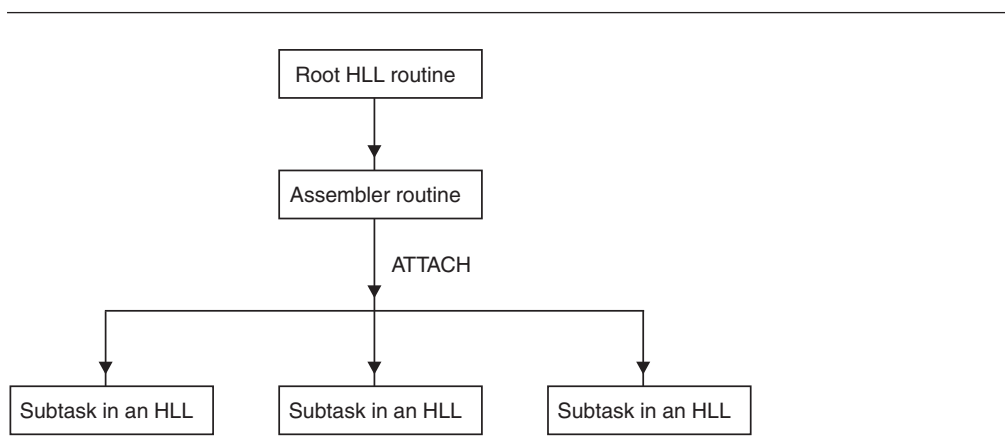 Root HLL routine
Assembler routine
ATTACH
Subtask in an HLL
Subtask in an HLL
Subtask in an HLL